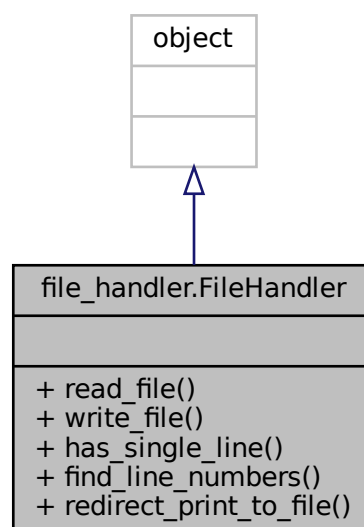 object
file_handler.FileHandler
+ read_file()
+ write_file()
+ has_single_line()
+ find_line_numbers()
+ redirect_print_to_file()